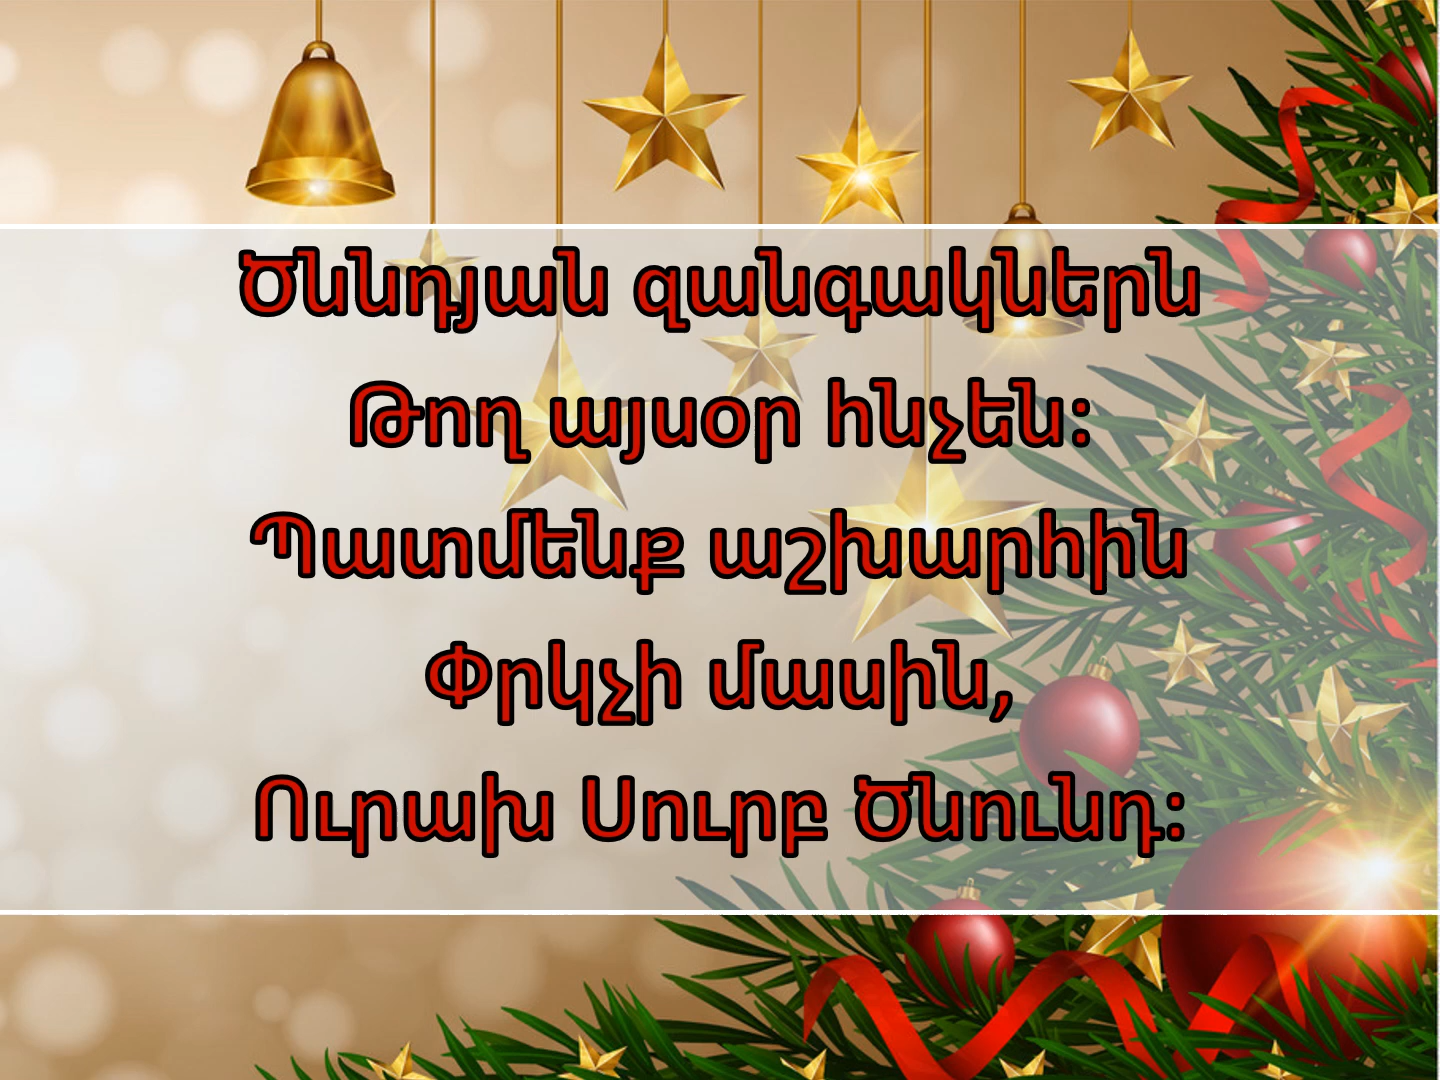 Ծննդյան զանգակներն
Թող այսօր հնչեն:
Պատմենք աշխարհին
Փրկչի մասին,
Ուրախ Սուրբ Ծնունդ: